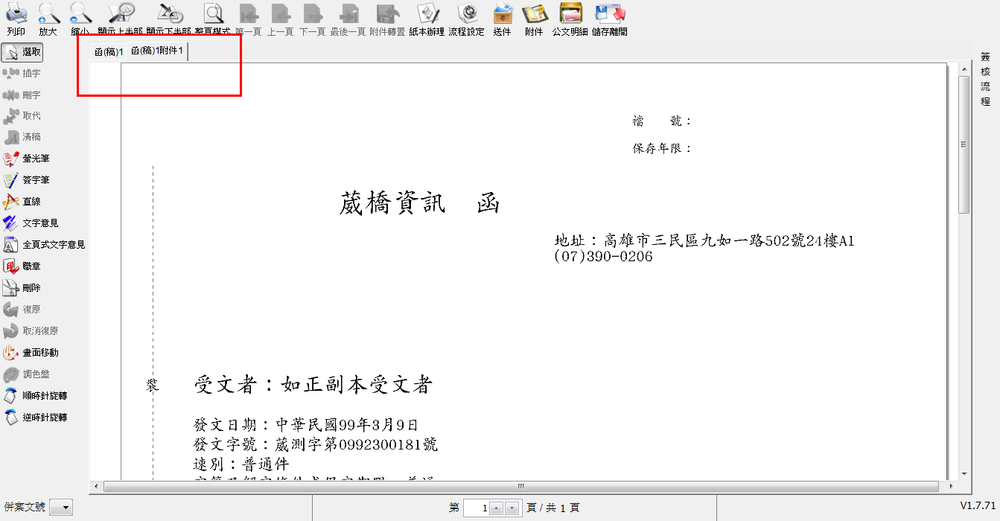 列印 放大 縮小 顯示上半部 顯示下半部 整頁模式 第一頁 上一頁 下一頁 最後一頁 附件轉置 紙本辦理 流程設定 送件 附件 公文明細 儲存離開
選取
插字
刪字
取代
清稿
螢光筆
簽字筆
直線
文字意見
全頁式文字意見
職章
刪除
復原
取消復原
畫面移動
調色盤
順時針旋轉
逆時針旋轉
函(稿)1 函(稿)1附件1
檔 號：
保存年限：
葳橋資訊 函
地址：高雄市三民區九如一路502號24樓A1
(07)390-0206
裝
受文者：如正副本受文者
發文日期：中華民國99年3月9日
發文字號：葳測字第0992300181號
速別：普通件
簽核流程
併案文號
第 1 頁 / 共 1 頁
V1.7.71